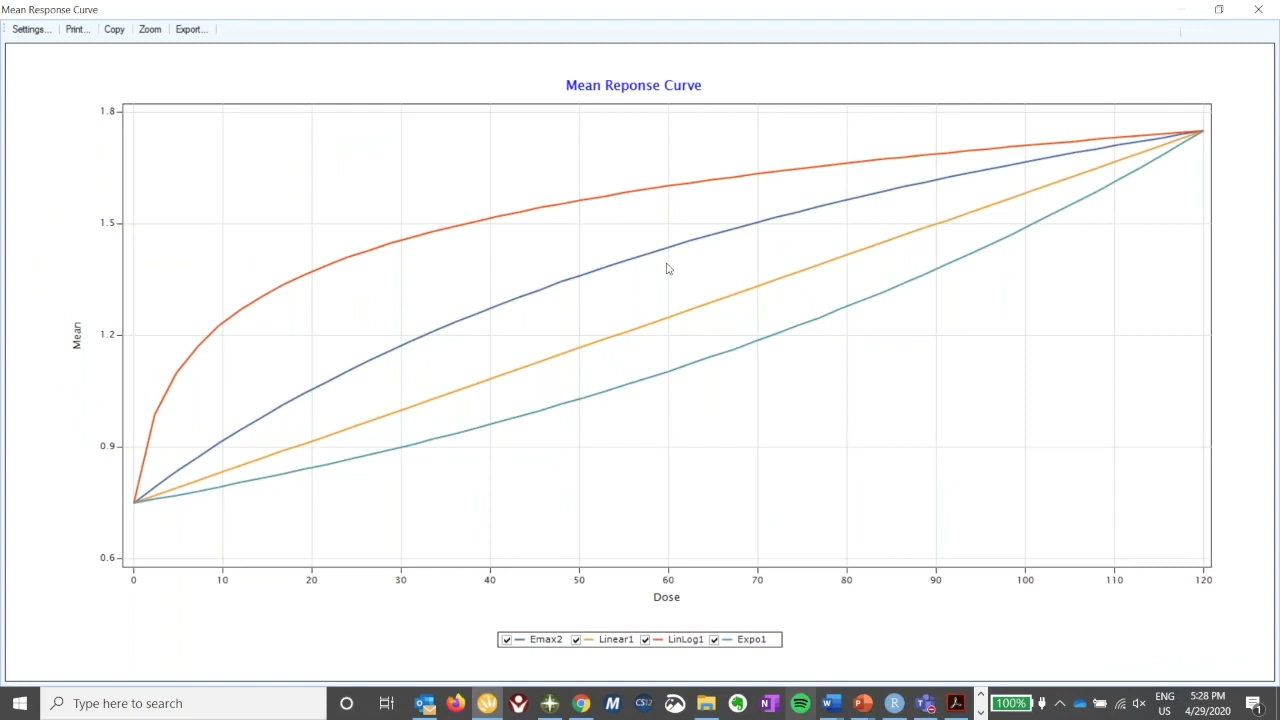 Mean Response Curve
Settings... Print... Copy Zoom Export...
Mean Reponse Curve
1.8
1.5
1.2
0.9
0.6
Mean
0 10 20 30 40 50 60 70 80 90 100 110 120
Dose
Emax2 Linear1 LinLog1 Expo1
Type here to search
M
CS12
N
W
P
R
T
100%
ENG
US
5:28 PM
4/29/2020
1